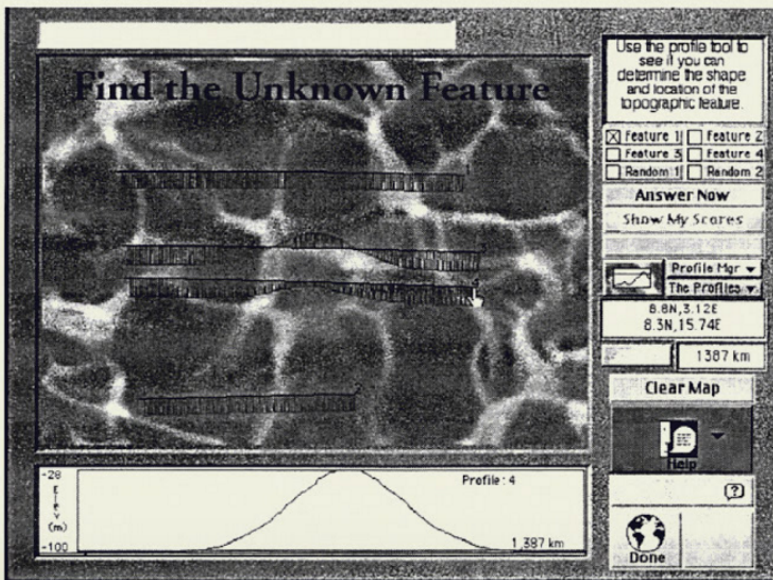 Find the Unknown Feature
Use the profile tool to
see if you can
determine the shape
and location of the
topographic feature.
Feature 1 Feature 2
Feature 3 Feature 4
Random 1 Random 2
Answer Now
Show My Scores
Profile Mgr
The Profiles
8.8N,3.12E
8.3N,15.74E
1387 km
Clear Map
Help
?
Done
-28
Elev
(m)
-100
Profile: 4
1,387 km